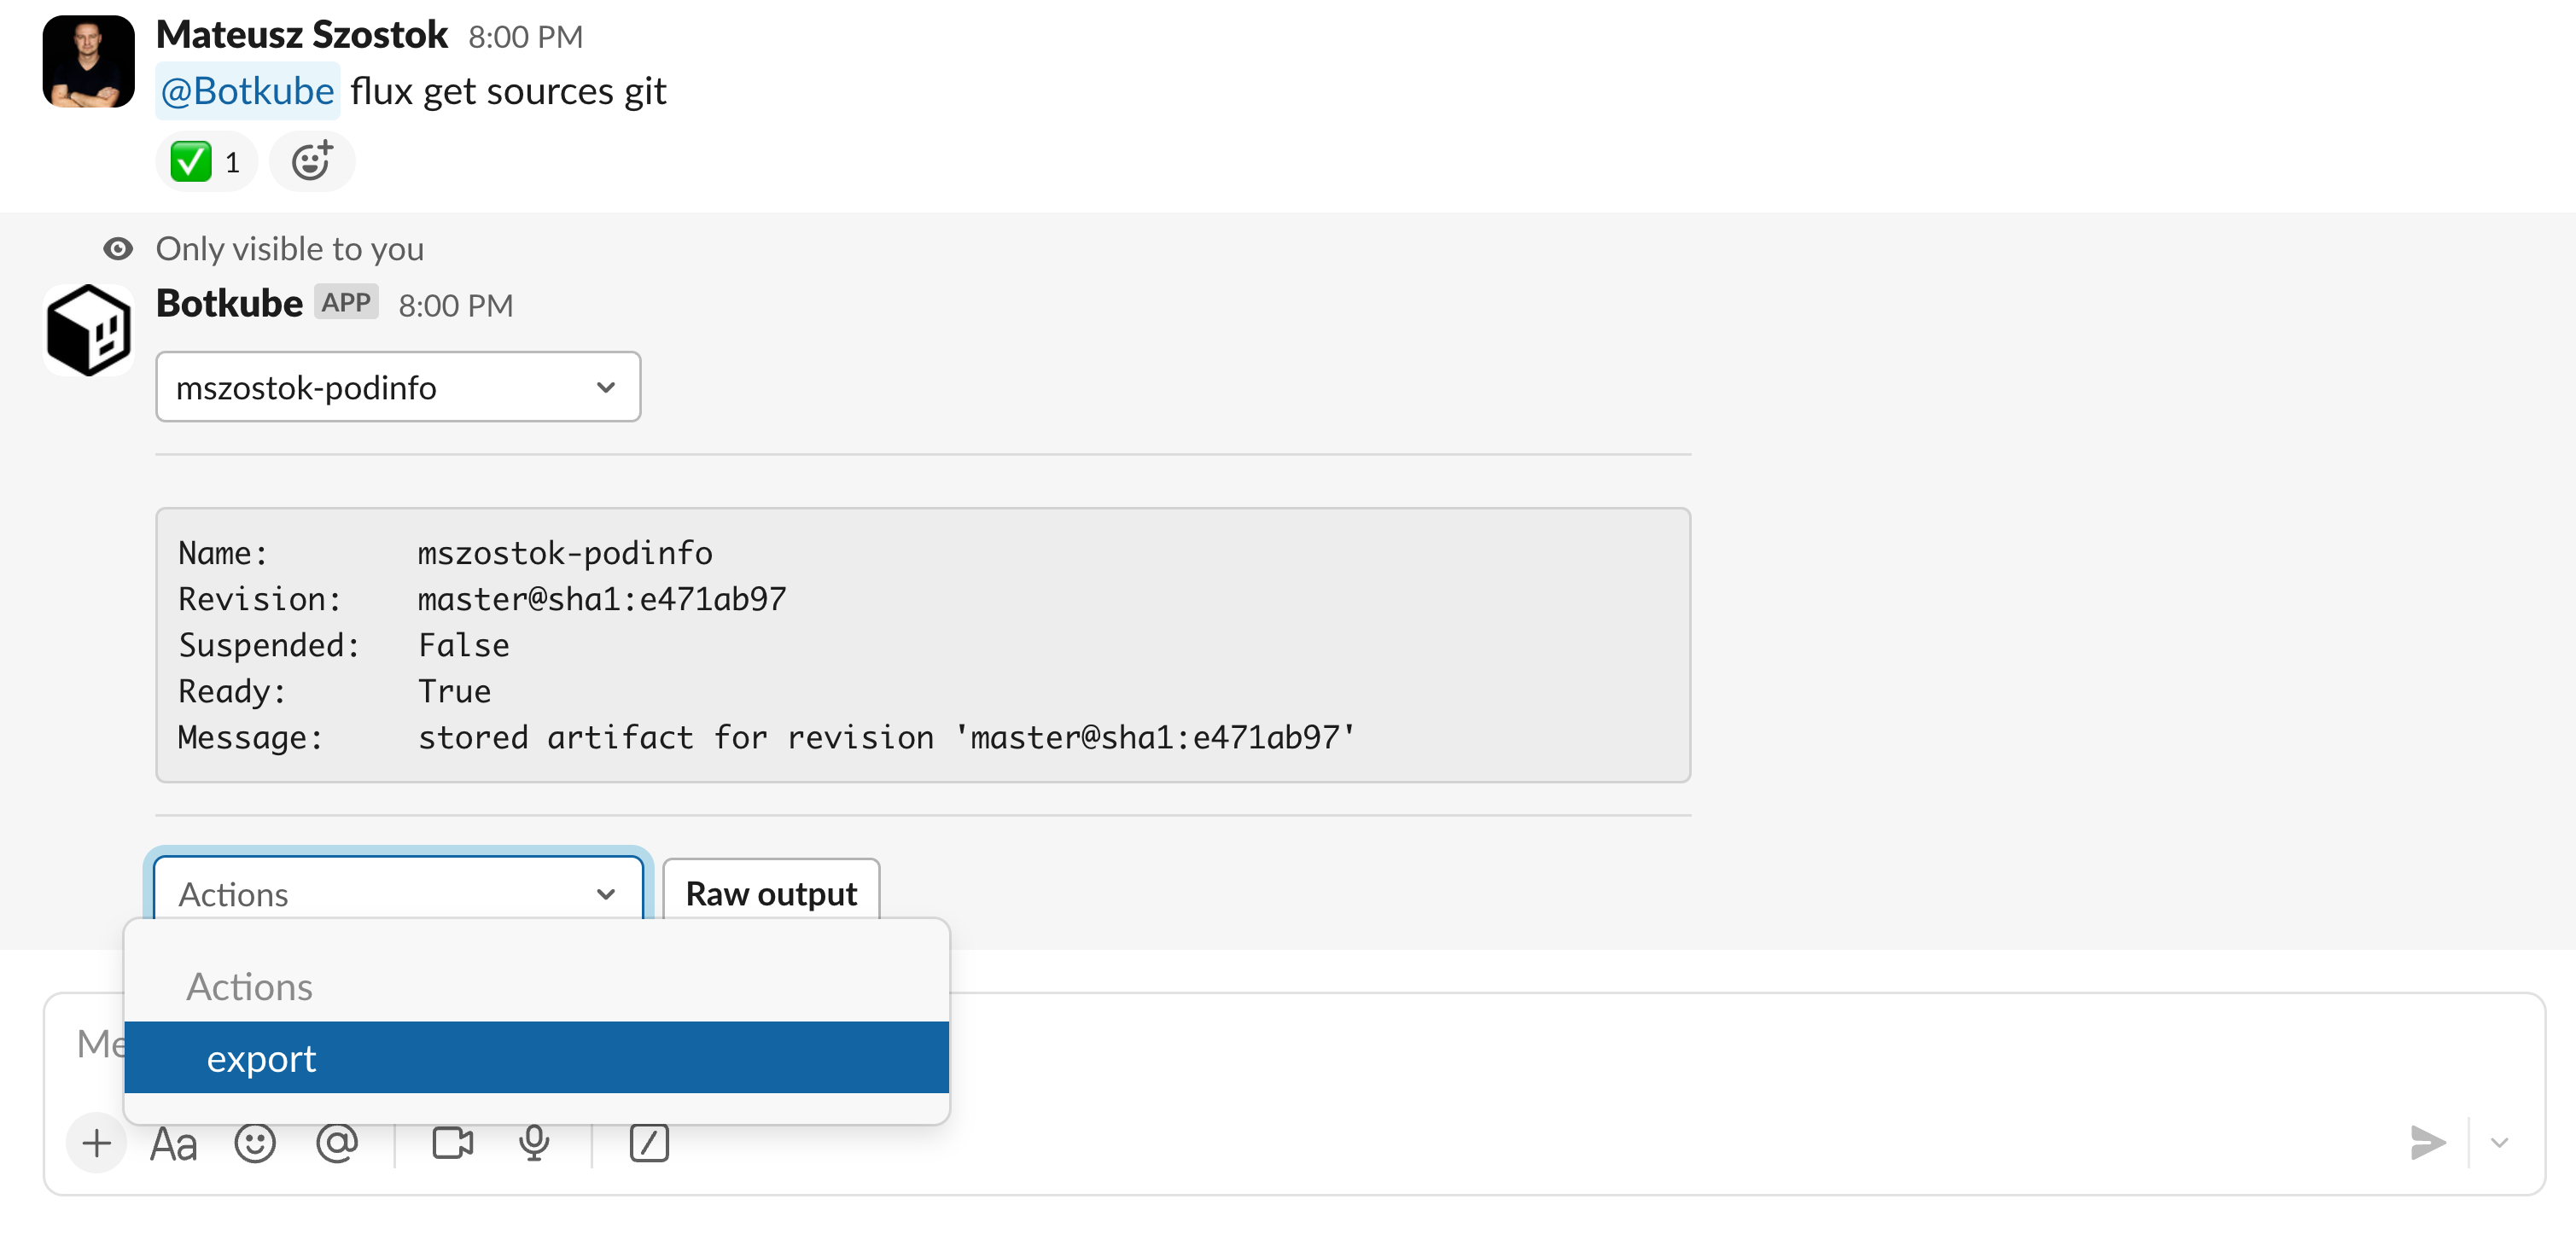 Mateusz Szostok 8:00 PM
@Botkube flux get sources git
1
Only visible to you
Botkube APP 8:00 PM
mszostok-podinfo
Name: mszostok-podinfo
Revision: master@sha1:e471ab97
Suspended: False
Ready: True
Message: stored artifact for revision 'master@sha1:e471ab97'
Actions Raw output
Actions
Me
export
Aa